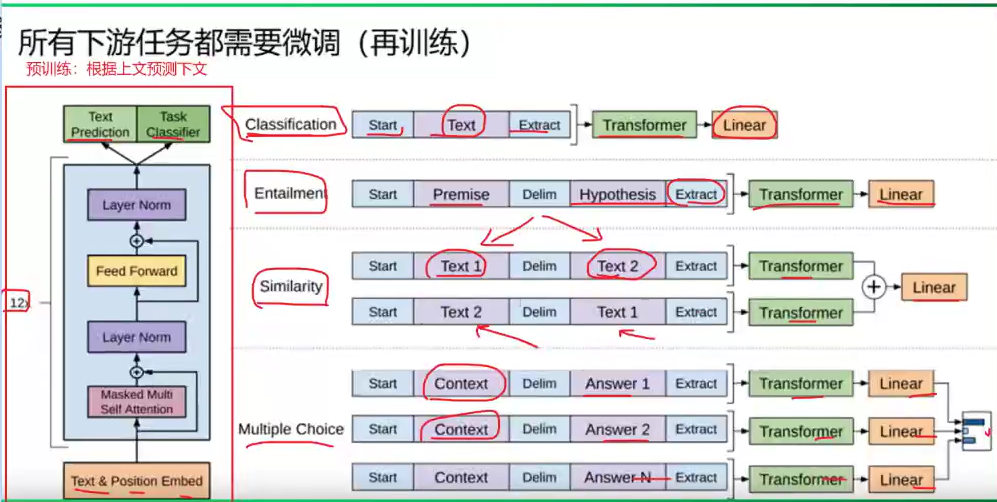 所有下游任务都需要微调（再训练）
预训练：根据上文预测下文
Text
Prediction
Task
Classifier
Layer Norm
+
Feed Forward
12x
Layer Norm
+
Masked Multi
Self Attention
Text & Position Embed
Classification
Start Text Extract Transformer Linear
Entailment
Start Premise Delim Hypothesis Extract Transformer Linear
Similarity
Start Text 1 Delim Text 2 Extract Transformer
+ Linear
Start Text 2 Delim Text 1 Extract Transformer
Multiple Choice
Start Context Delim Answer 1 Extract Transformer Linear
Start Context Delim Answer 2 Extract Transformer Linear
Start Context Delim Answer N Extract Transformer Linear